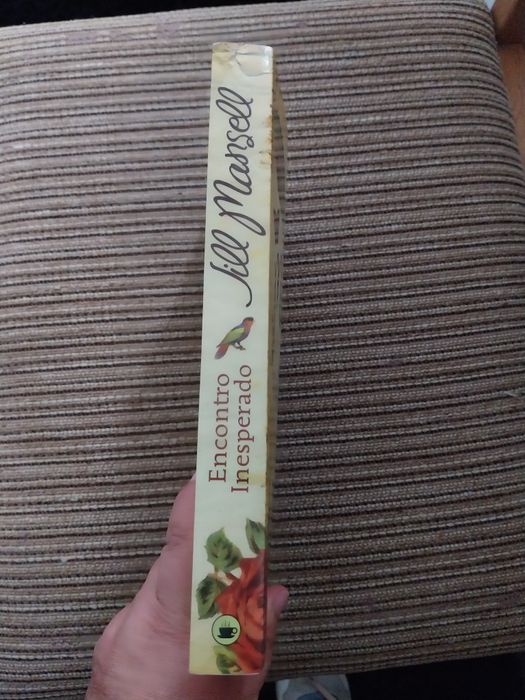 Jill Mansell
Encontro
Inesperado